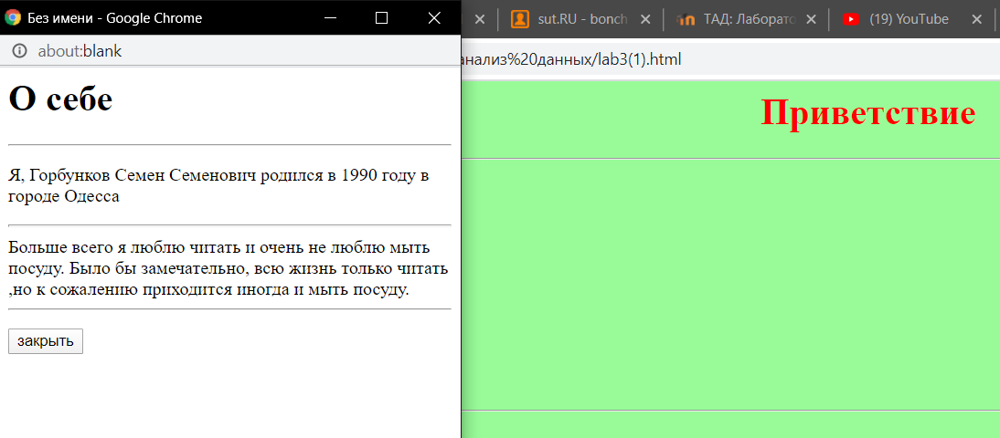 Без имени - Google Chrome
about:blank
О себе
Я, Горбунков Семен Семенович родился в 1990 году в
городе Одесса
Больше всего я люблю читать и очень не люблю мыть
посуду. Было бы замечательно, всю жизнь только читать
,но к сожалению приходится иногда и мыть посуду.
закрыть
sut.RU - bonch
ТАД: Лаборато
(19) YouTube
анализ%20данных/lab3(1).html
Приветствие